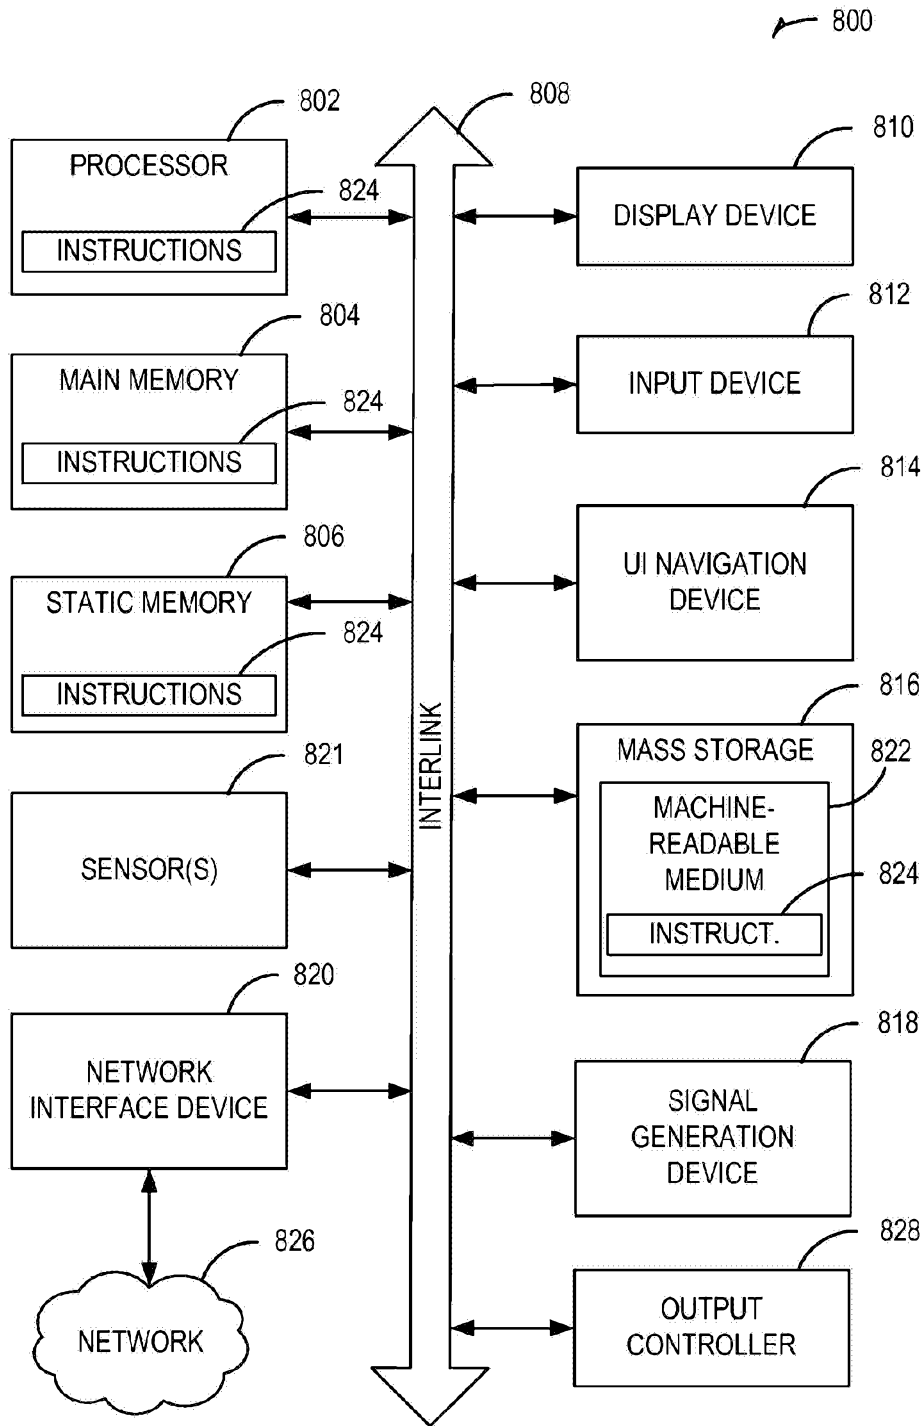 800
802
PROCESSOR
824
INSTRUCTIONS
804
MAIN MEMORY
824
INSTRUCTIONS
806
STATIC MEMORY
824
INSTRUCTIONS
821
SENSOR(S)
820
NETWORK
INTERFACE DEVICE
826
NETWORK
808
INTERLINK
810
DISPLAY DEVICE
812
INPUT DEVICE
814
UI NAVIGATION
DEVICE
816
MASS STORAGE
822
MACHINE-
READABLE
MEDIUM
824
INSTRUCT.
818
SIGNAL
GENERATION
DEVICE
828
OUTPUT
CONTROLLER